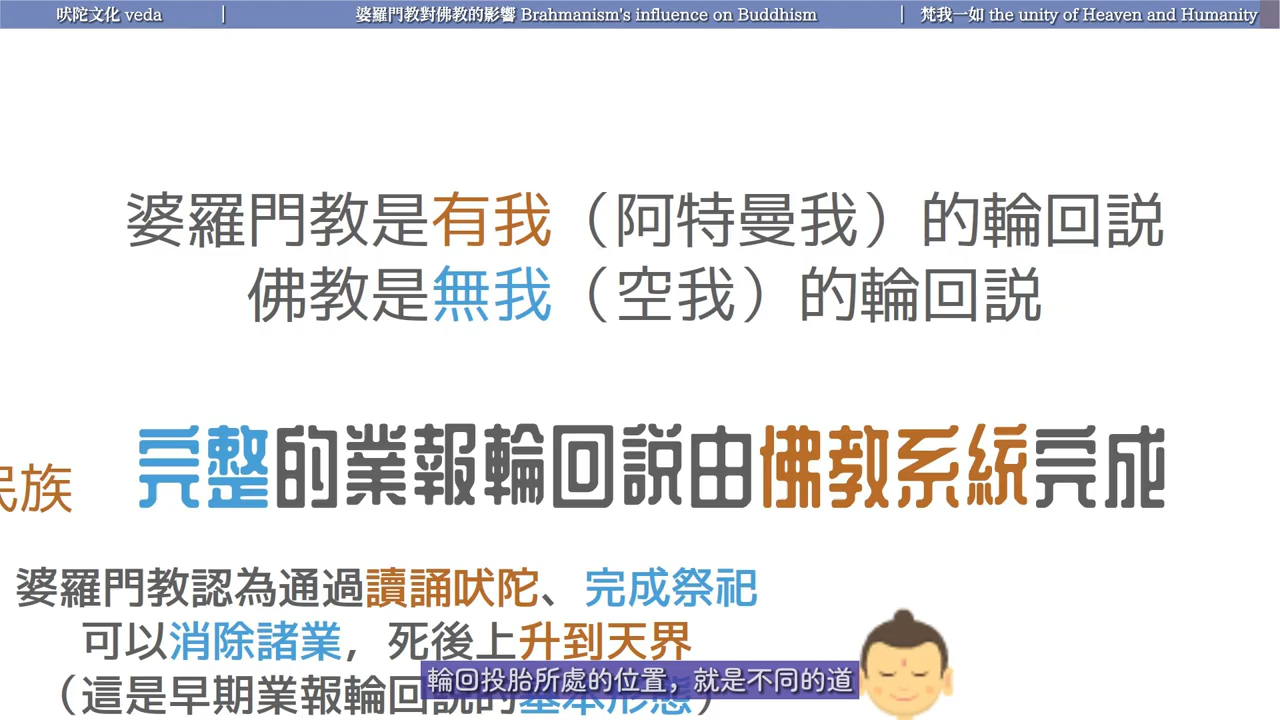 吠陀文化 veda | 婆羅門教對佛教的影響 Brahmanism's influence on Buddhism | 梵我一如 the unity of Heaven and Humanity
婆羅門教是有我（阿特曼我）的輪回説
佛教是無我（空我）的輪回説
民族
完整的業報輪回説由佛教系統完成
婆羅門教認為通過讀誦吠陀、完成祭祀
可以消除諸業，死後上升到天界
（這是早期業報輪回説的基本形態）
輪回投胎所處的位置，就是不同的道